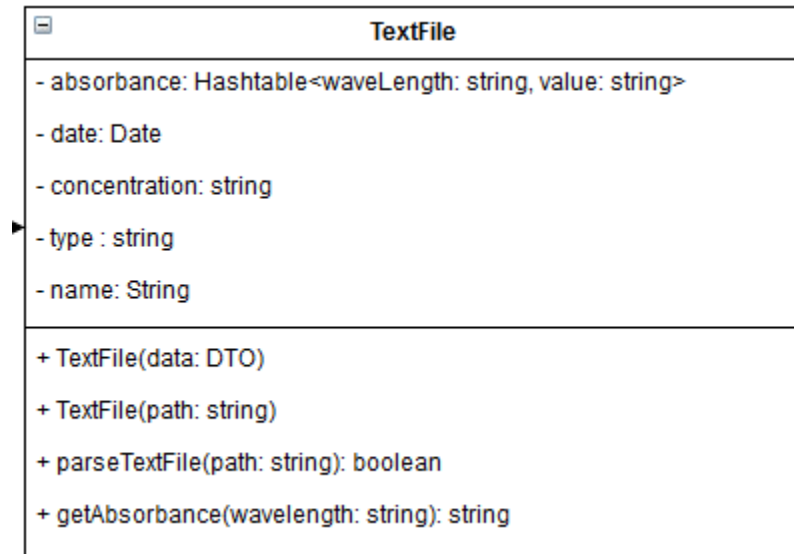 TextFile
- absorbance: Hashtable<waveLength: string, value: string>
- date: Date
- concentration: string
- type : string
- name: String
+ TextFile(data: DTO)
+ TextFile(path: string)
+ parseTextFile(path: string): boolean
+ getAbsorbance(wavelength: string): string